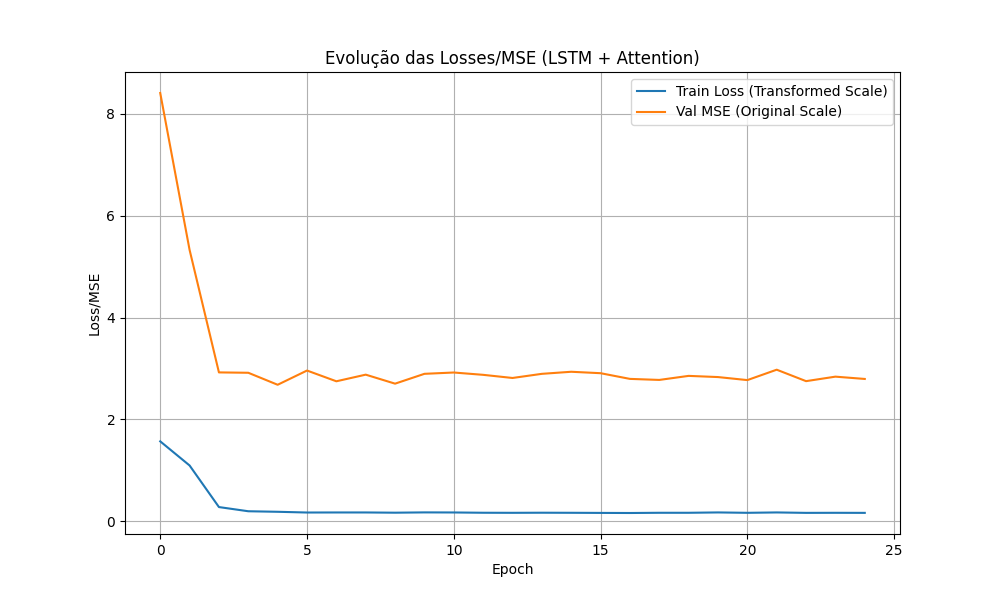 Evolução das Losses/MSE (LSTM + Attention)
Train Loss (Transformed Scale)
Val MSE (Original Scale)
Loss/MSE
8
6
4
2
0
0 5 10 15 20 25
Epoch